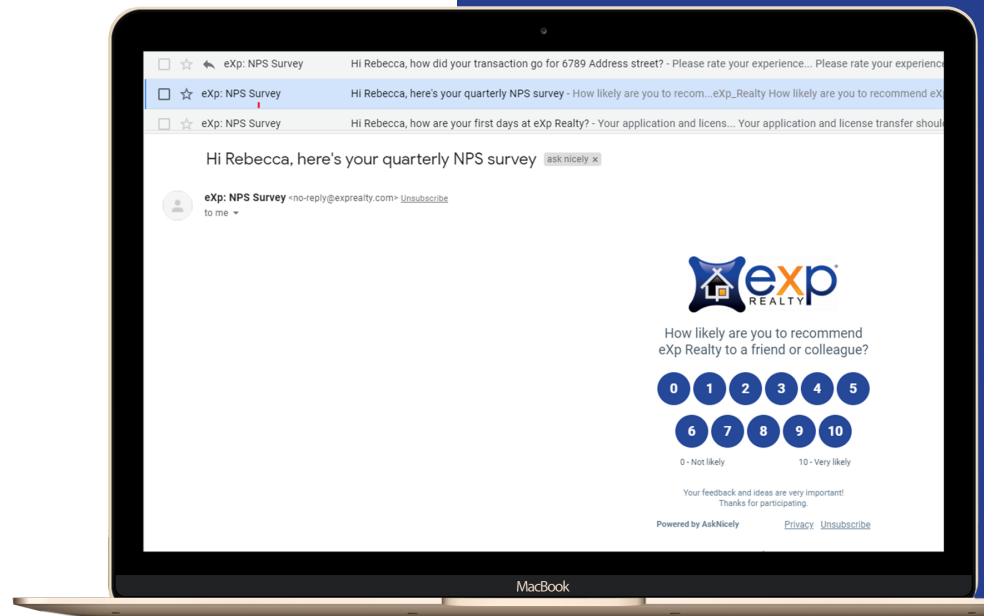 eXp: NPS Survey Hi Rebecca, how did your transaction go for 6789 Address street? - Please rate your experience... Please rate your experience
eXp: NPS Survey Hi Rebecca, here's your quarterly NPS survey - How likely are you to recom...eXp_Realty How likely are you to recommend eX
eXp: NPS Survey Hi Rebecca, how are your first days at eXp Realty? - Your application and licens... Your application and license transfer should
Hi Rebecca, here's your quarterly NPS survey ask nicely x
eXp: NPS Survey <no-reply@exprealty.com> Unsubscribe
to me
exp
REALTY
How likely are you to recommend
eXp Realty to a friend or colleague?
0 1 2 3 4 5
6 7 8 9 10
0 - Not likely 10 - Very likely
Your feedback and ideas are very important!
Thanks for participating.
Powered by AskNicely Privacy Unsubscribe
MacBook